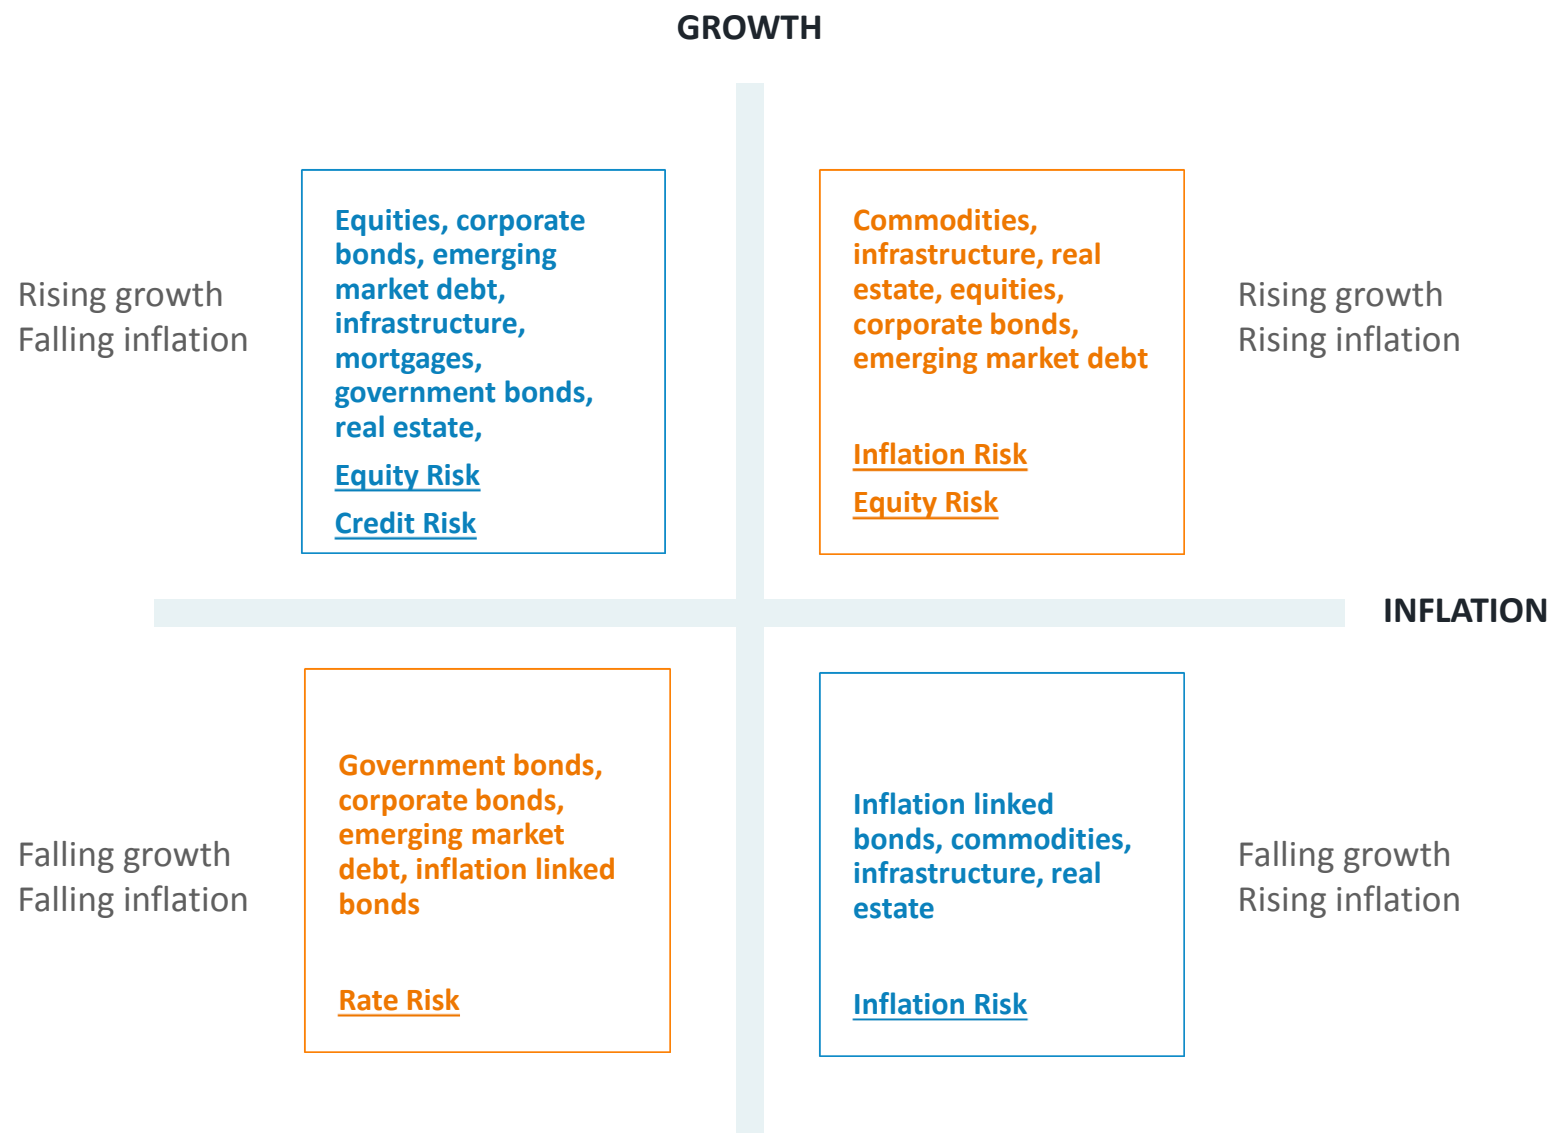 GROWTH
Rising growth
Falling inflation
Equities, corporate
bonds, emerging
market debt,
infrastructure,
mortgages,
government bonds,
real estate,
Equity Risk
Credit Risk
Commodities,
infrastructure, real
estate, equities,
corporate bonds,
emerging market debt
Inflation Risk
Equity Risk
Rising growth
Rising inflation
INFLATION
Falling growth
Falling inflation
Government bonds,
corporate bonds,
emerging market
debt, inflation linked
bonds
Rate Risk
Inflation linked
bonds, commodities,
infrastructure, real
estate
Inflation Risk
Falling growth
Rising inflation